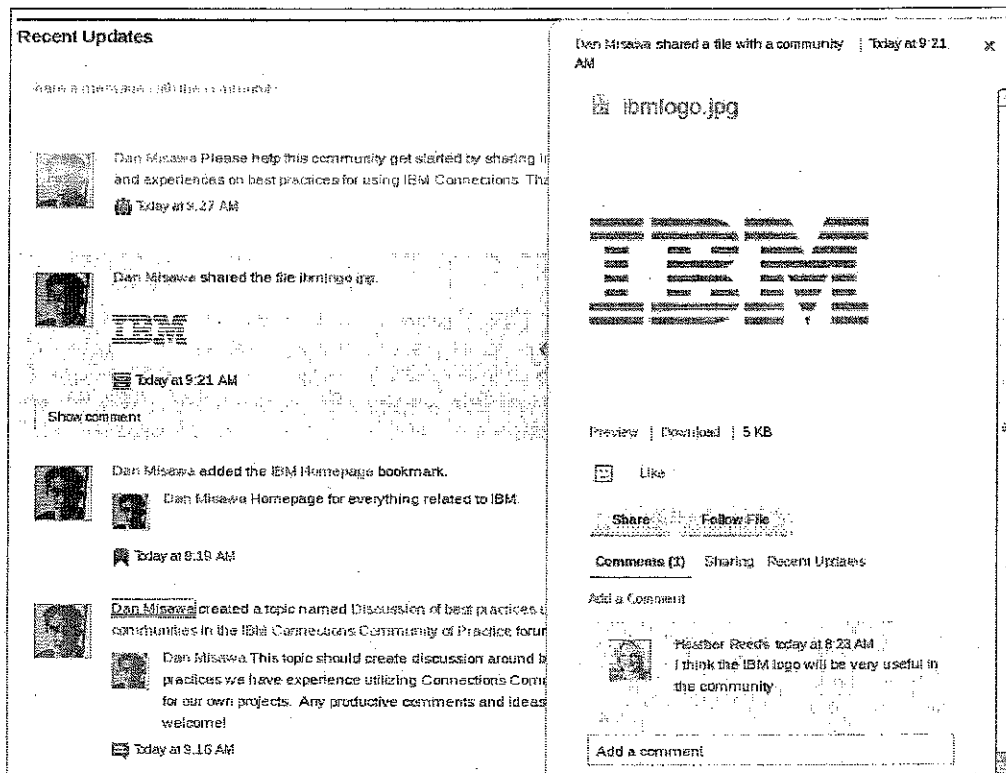 Recent Updates
Dan Misawa Please help this community get started by sharing
and experiences on best practices for using IBM Connections.
Today at 9:27 AM
Dan Misawa shared the file ibmlogo.jpg.
IBM
Today at 9:21 AM
Show comment
Dan Misawa added the IBM Homepage bookmark.
Dan Misawa Homepage for everything related to IBM.
Today at 9:19 AM
Dan Misawa created a topic named Discussion of best practices
communities in the IBM Connections Community of Practice
Dan Misawa This topic should create discussion around
practices we have experience utilizing Connections
for our own projects. Any productive comments and ideas
welcome!
Today at 9:16 AM
Dan Misawa shared a file with a community | Today at 9:21
AM
ibmlogo.jpg
IBM
Preview | Download | 5 KB
Like
Share Follow File
Comments (1) Sharing Recent Updates
Add a Comment
Heather Reeds today at 9:23 AM
I think the IBM logo will be very useful in
the community
Add a comment